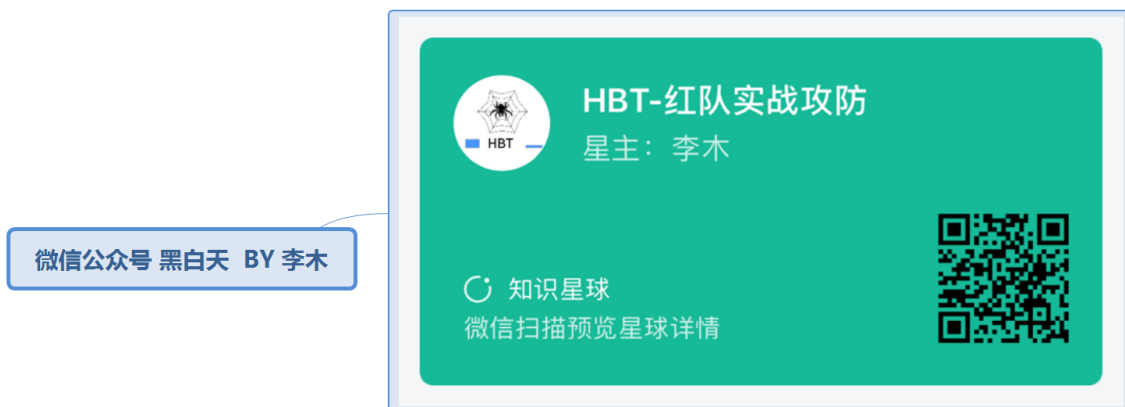 微信公众号 黑白天 BY 李木
HBT
HBT-红队实战攻防
星主：李木
知识星球
微信扫描预览星球详情